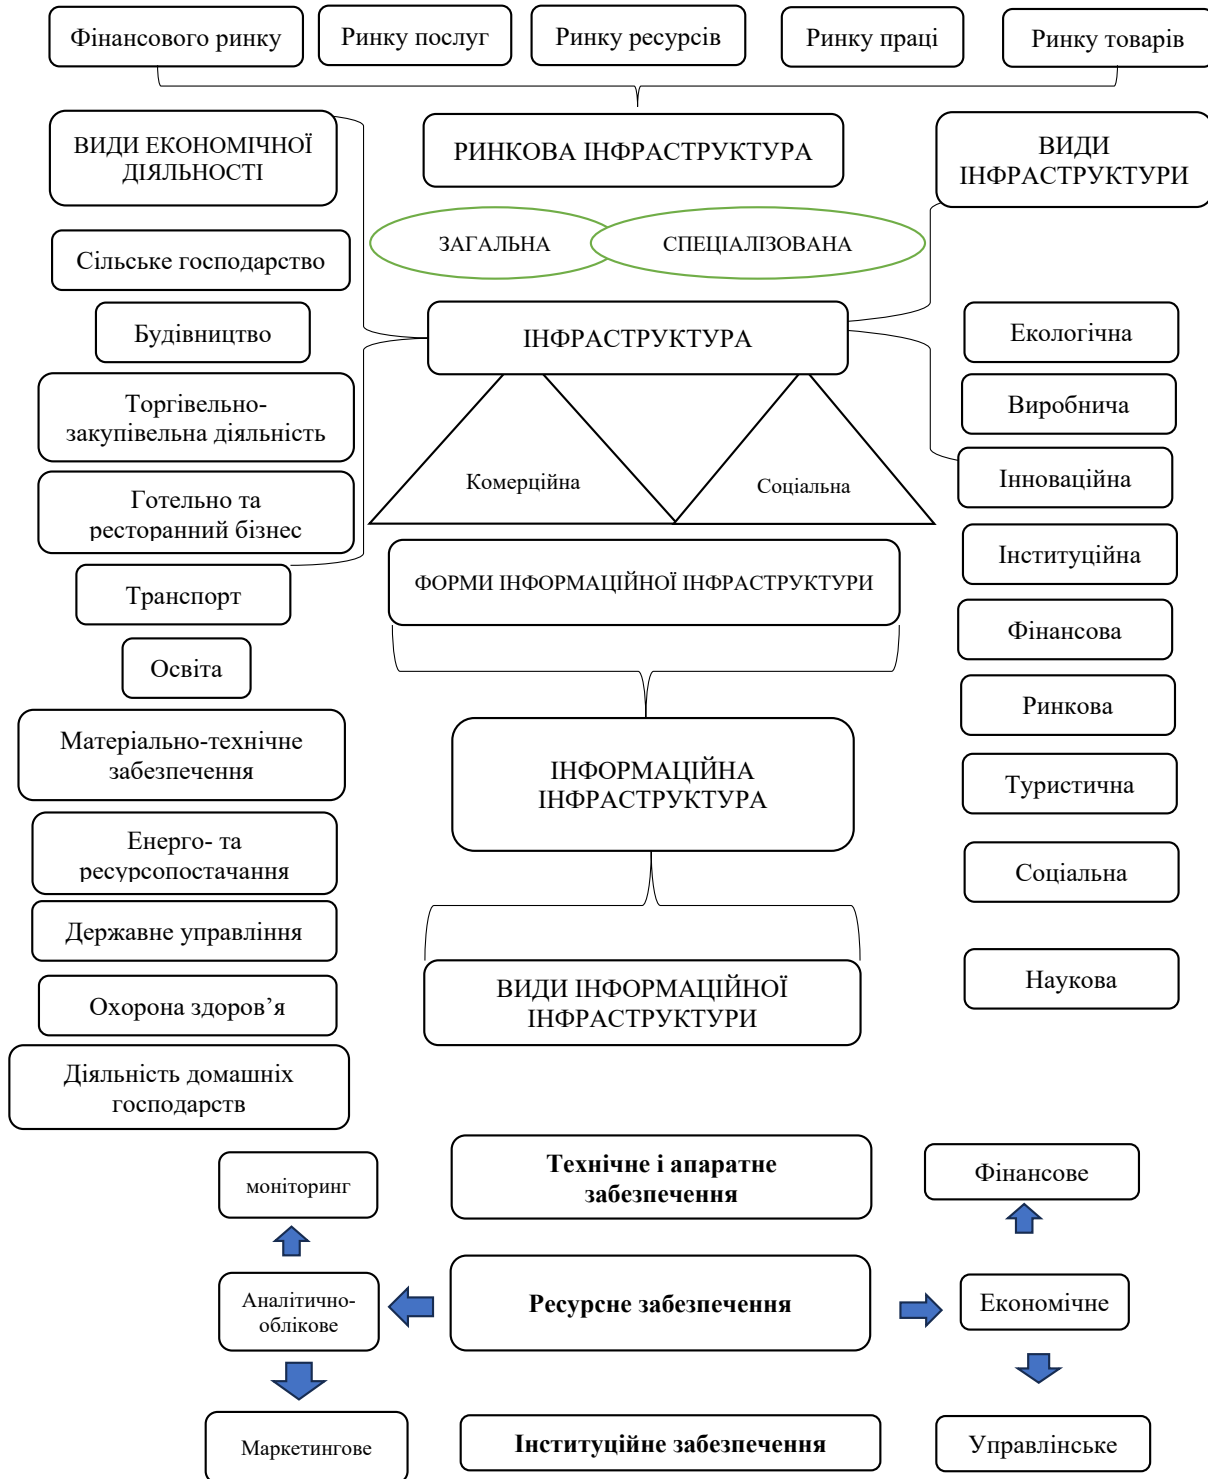 Фінансового ринку
Ринку послуг
Ринку ресурсів
Ринку праці
Ринку товарів
ВИДИ ЕКОНОМІЧНОЇ
ДІЯЛЬНОСТІ
РИНКОВА ІНФРАСТРУКТУРА
ВИДИ
ІНФРАСТРУКТУРИ
ЗАГАЛЬНА
СПЕЦІАЛІЗОВАНА
Сільське господарство
Будівництво
Торгівельно-
закупівельна діяльність
Готельно та
ресторанний бізнес
Транспорт
Освіта
Матеріально-технічне
забезпечення
Енерго- та
ресурсопостачання
Державне управління
Охорона здоров’я
Діяльність домашніх
господарств
ІНФРАСТРУКТУРА
Комерційна
Соціальна
ФОРМИ ІНФОРМАЦІЙНОЇ ІНФРАСТРУКТУРИ
ІНФОРМАЦІЙНА
ІНФРАСТРУКТУРА
ВИДИ ІНФОРМАЦІЙНОЇ
ІНФРАСТРУКТУРИ
Екологічна
Виробнича
Інноваційна
Інституційна
Фінансова
Ринкова
Туристична
Соціальна
Наукова
моніторинг
Технічне і апаратне
забезпечення
Фінансове
Аналітично-
облікове
Ресурсне забезпечення
Економічне
Маркетингове
Інституційне забезпечення
Управлінське